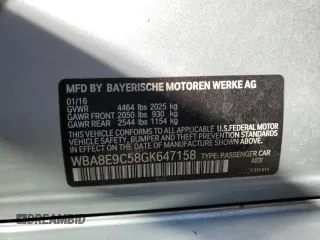 MFD BY BAYERISCHE MOTOREN WERKE AG
01/16
GVWR 4464 lbs 2025 kg
GAWR FRONT 2050 lbs 930 kg
GAWR REAR 2544 lbs 1154 kg
THIS VEHICLE CONFORMS TO ALL APPLICABLE U.S.FEDERAL MOTOR
VEHICLE SAFETY, BUMPER AND THEFT PREVENTION
STANDARDS IN EFFECT ON THE DATE OF MANUFACTURE SHOWN ABOVE.
WBA8E9C58GK647158 TYPE: PASSENGER CAR
DREAMBID